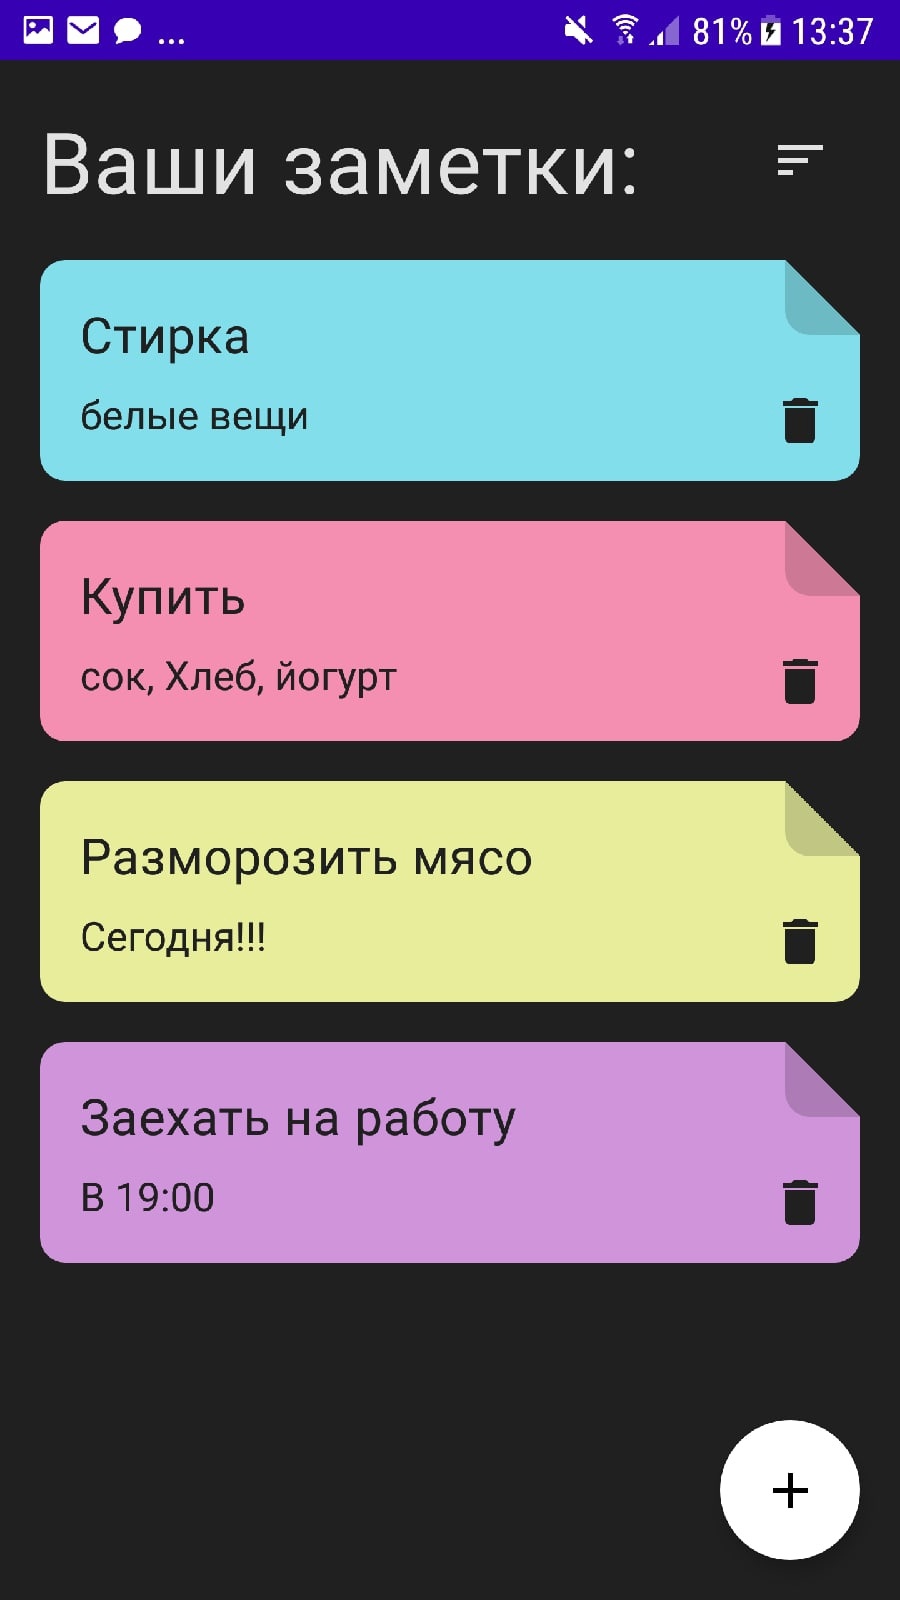 ... 81% 13:37
Ваши заметки:
Стирка
белые вещи
Купить
сок, Хлеб, йогурт
Разморозить мясо
Сегодня!!!
Заехать на работу
В 19:00